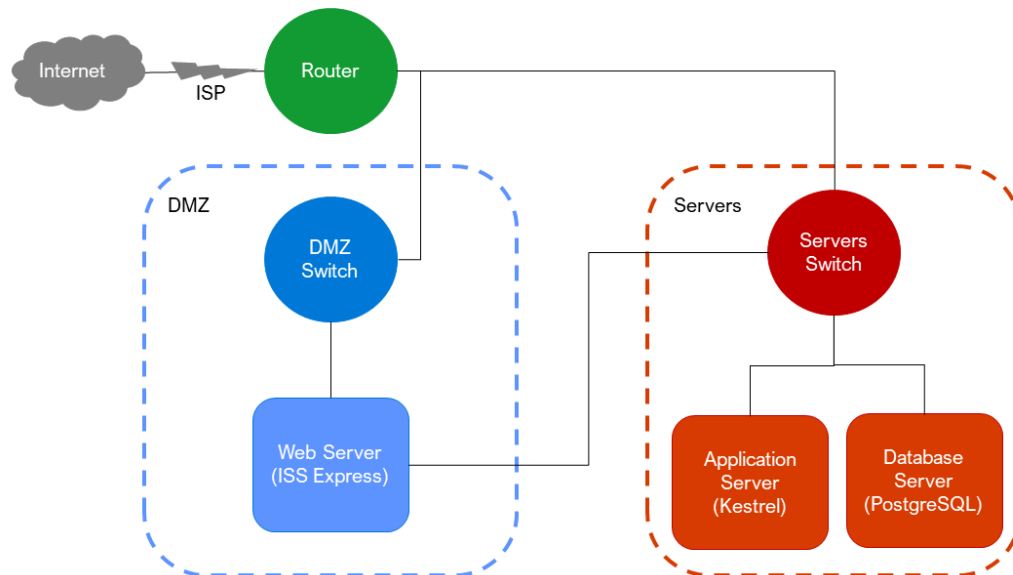 Internet
ISP
Router
DMZ
DMZ
Switch
Web Server
(ISS Express)
Servers
Servers
Switch
Application
Server
(Kestrel)
Database
Server
(PostgreSQL)